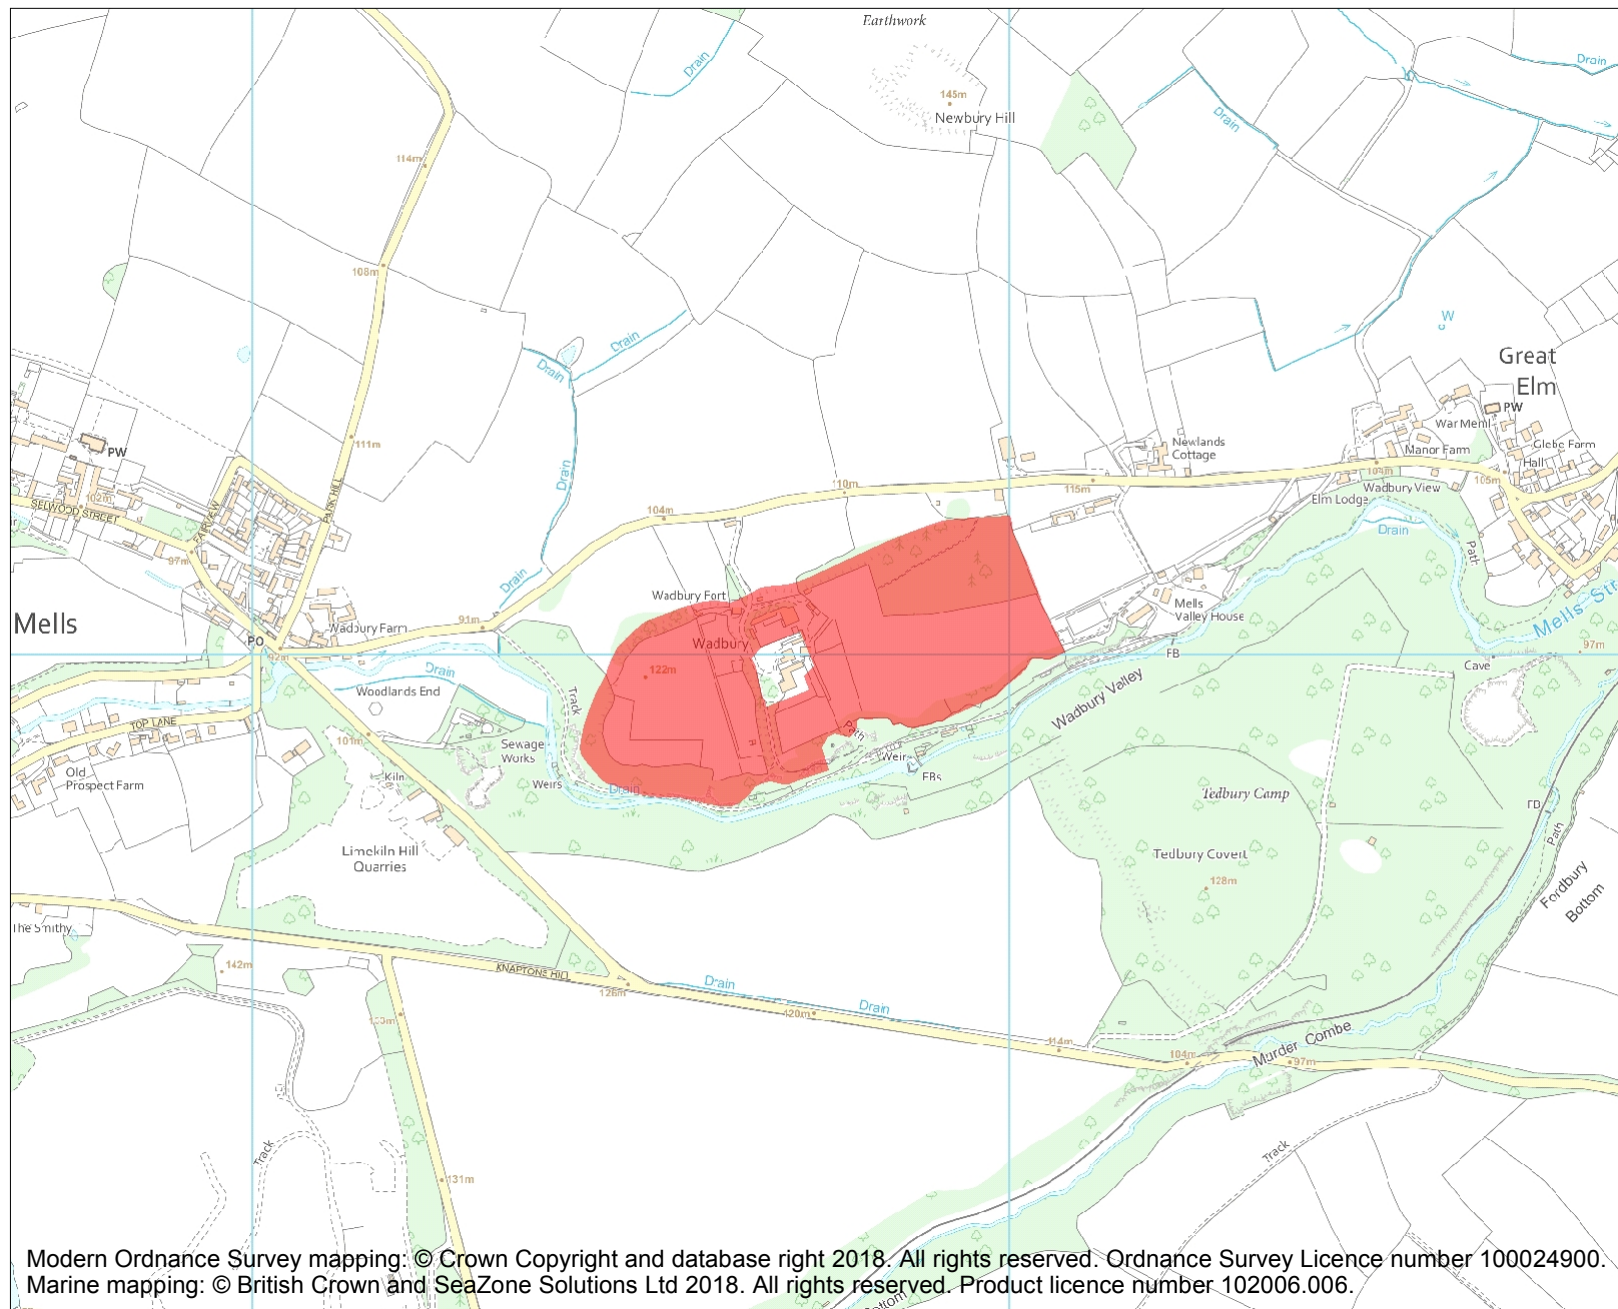 Earthwork
Drain
Drain
145m
Newbury Hill
Drain
114m
108m
W
Drain
Drain
Great
Elm
PW
War Meml
111m
PW
Newlands
Cottage
Manor Farm
Glebe Farm
Hall
Drain
110m
115m
104m
105m
Wadbury View
Elm Lodge
102m
SELWOOD STREET
FAIRVIEW
PARK HILL
104m
Drain
Path
97m
Drain
Wadbury Fort
Mells
Valley House
Mells
91m
Wadbury Farm
PO
92m
Wadbury
Mells Str
97m
FB
Cave
122m
Drain
Woodlands End
Track
Wadbury Valley
TOP LANE
101m
Path
Sewage
Works
Weir
FBs
Old
Prospect Farm
Kiln
Weirs
Drain
Tedbury Camp
FB
Path
Limekiln Hill
Quarries
Tedbury Covert
128m
Fordbury
Bottom
The Smithy
142m
KNAPTONS HILL
126m
Drain
Drain
120m
133m
114m
104m
Murder Combe
97m
Track
Track
131m
Modern Ordnance Survey mapping: © Crown Copyright and database right 2018. All rights reserved. Ordnance Survey Licence number 100024900.
Marine mapping: © British Crown and SeaZone Solutions Ltd 2018. All rights reserved. Product licence number 102006.006.